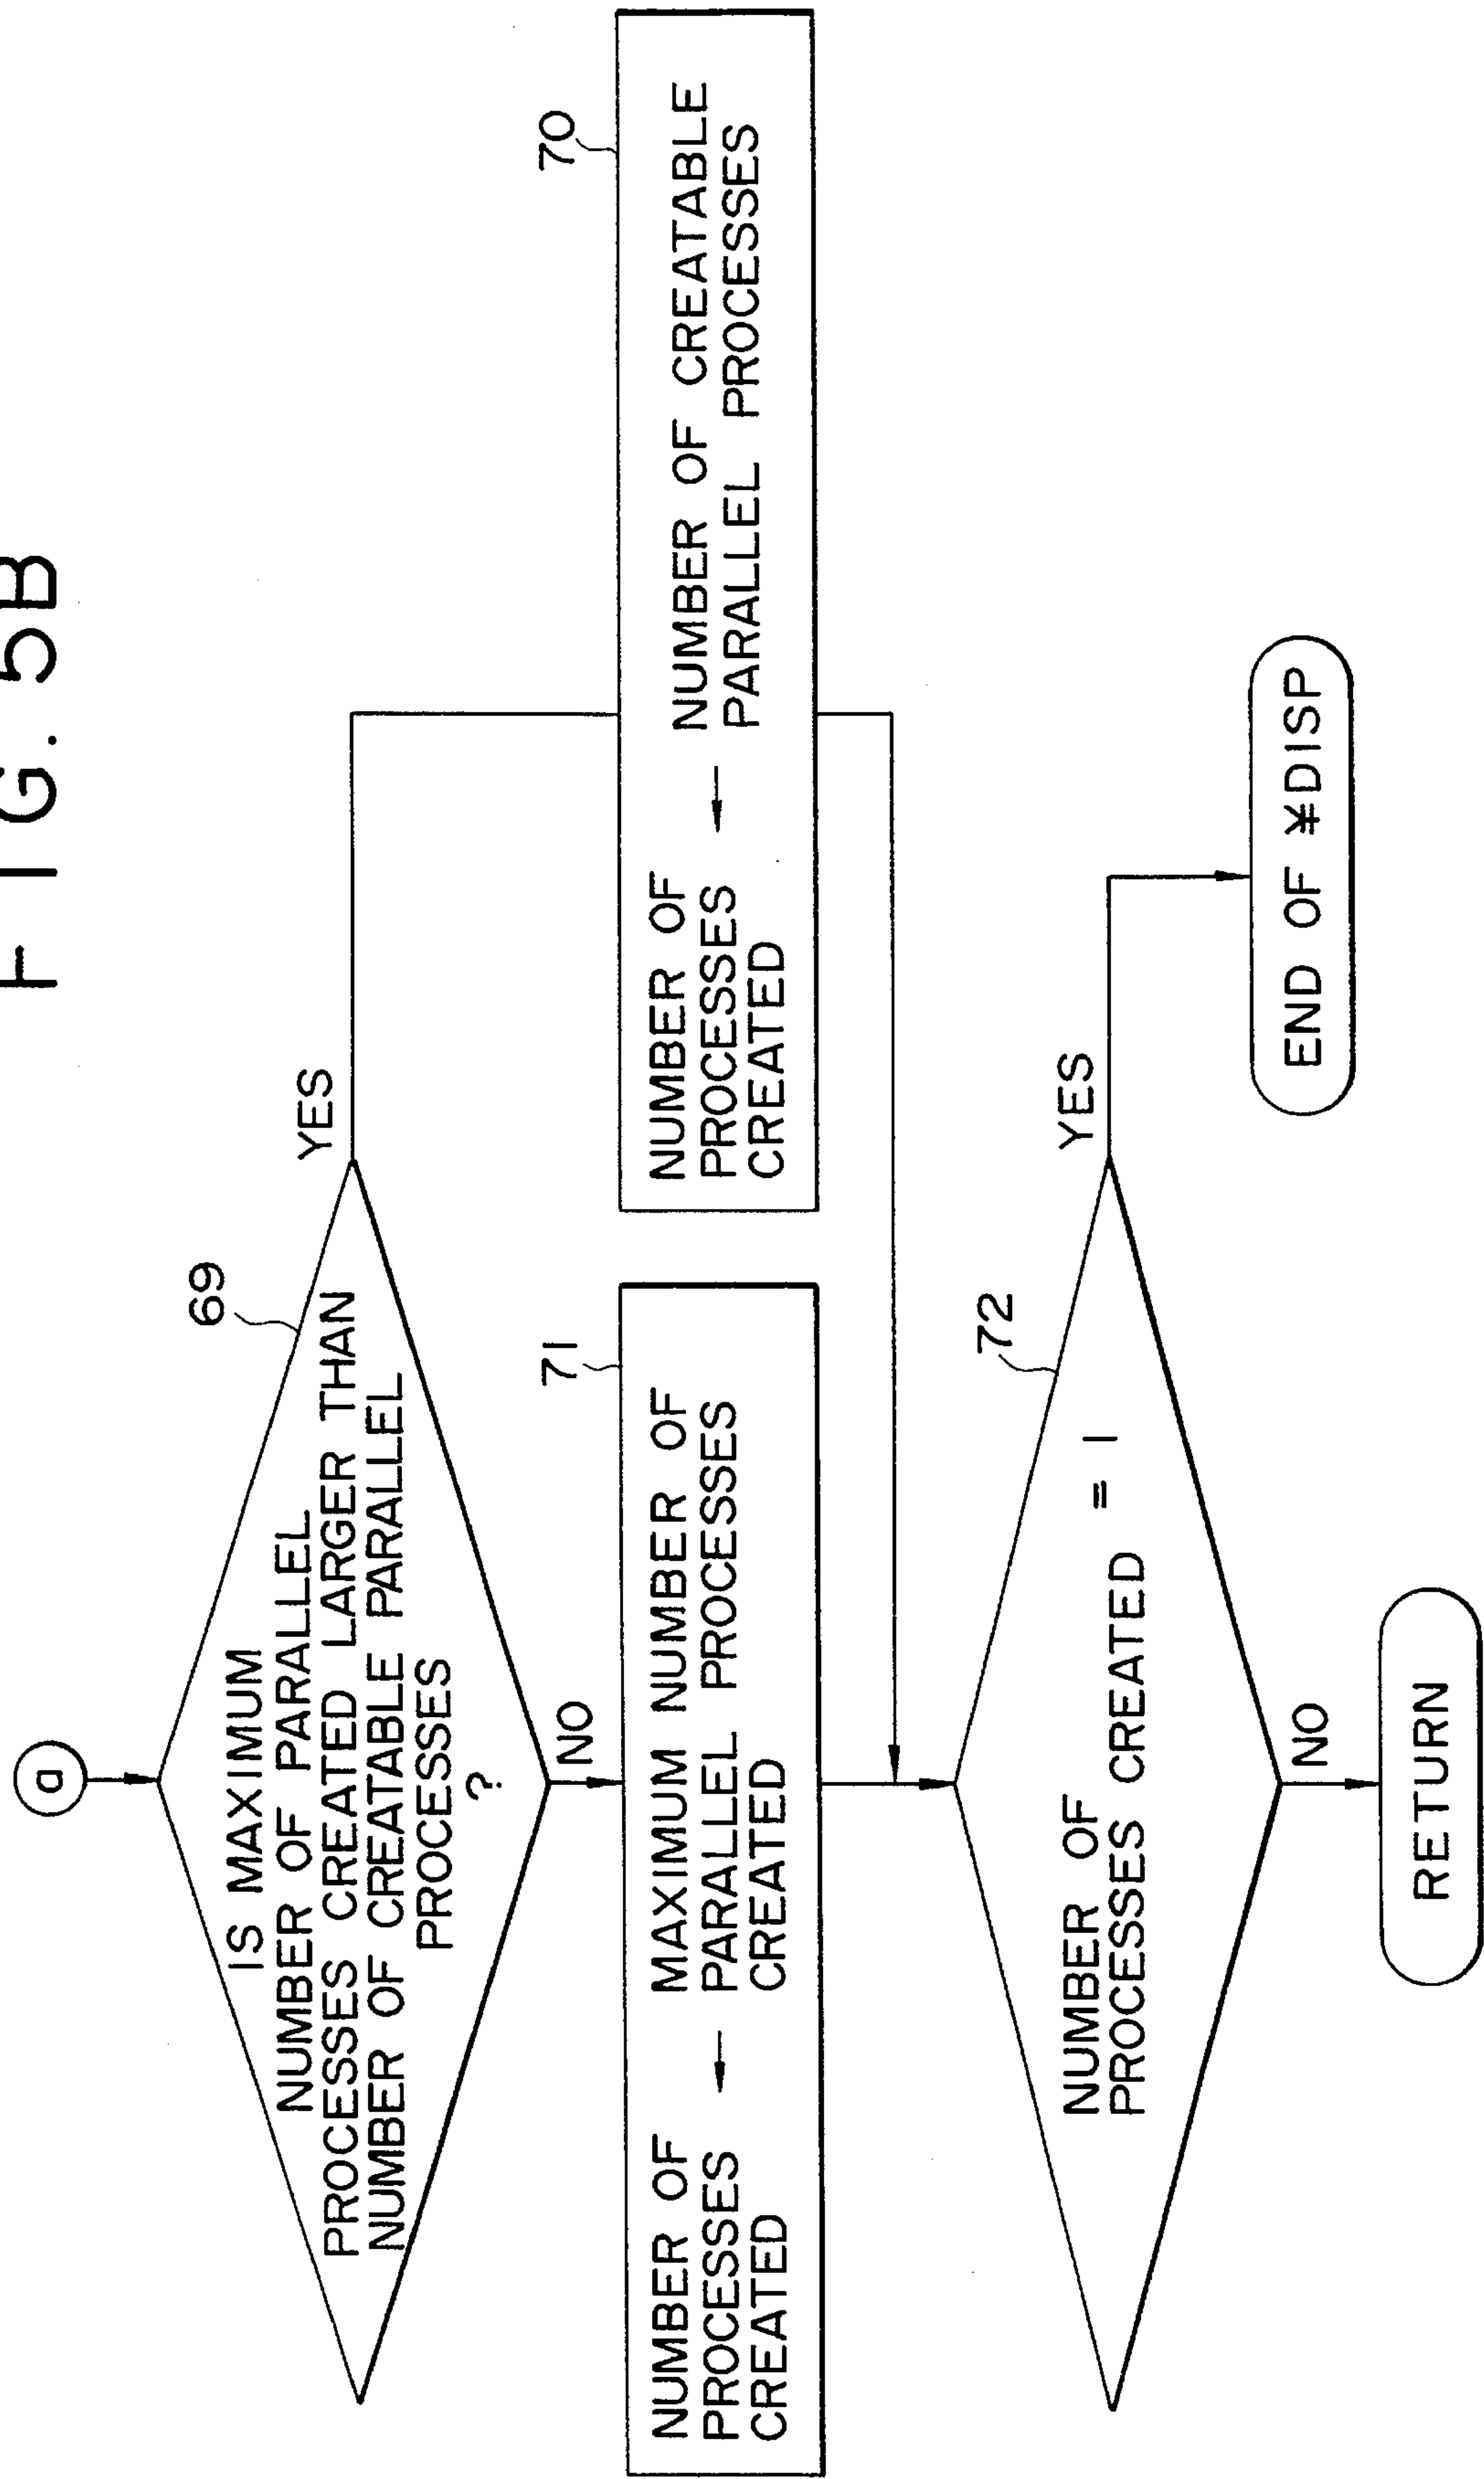 FIG. 5B
a
69
IS MAXIMUM
NUMBER OF PARALLEL
PROCESSES CREATED LARGER THAN
NUMBER OF CREATABLE PARALLEL
PROCESSES
?
YES
NO
71
NUMBER OF
PROCESSES
CREATED
←
MAXIMUM NUMBER OF
PARALLEL PROCESSES
CREATED
70
NUMBER OF
PROCESSES
CREATED
←
NUMBER OF CREATABLE
PARALLEL PROCESSES
72
NUMBER OF
PROCESSES CREATED = 1
YES
NO
END OF ¥DISP
RETURN